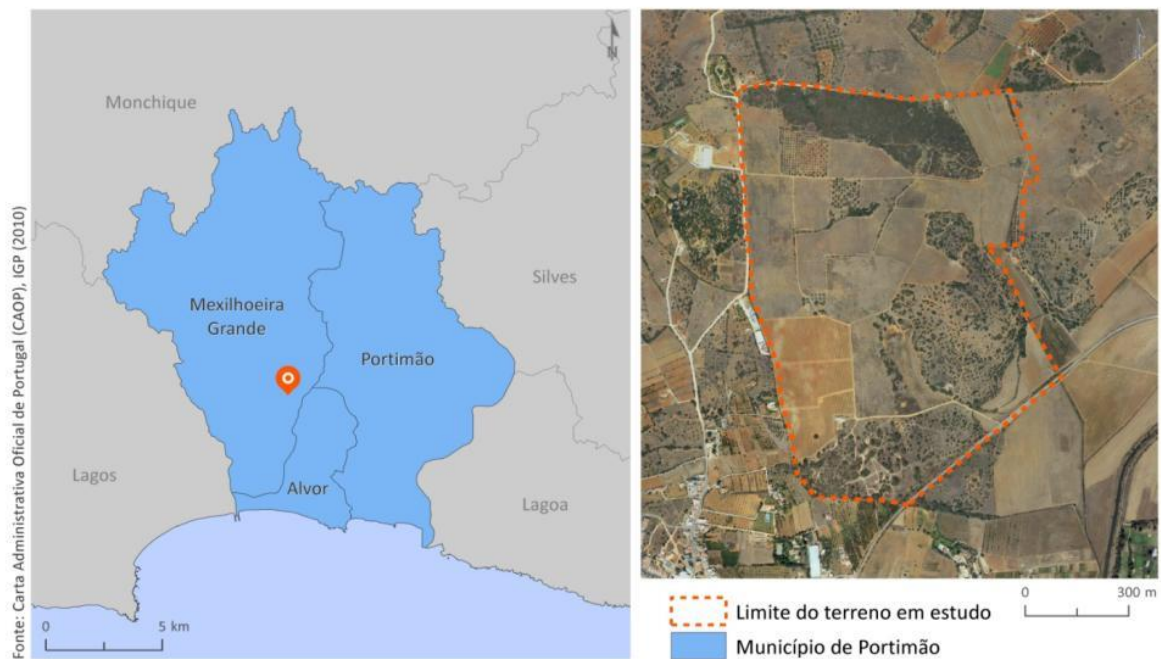 Fonte: Carta Administrativa Oficial de Portugal (CAOP), IGP (2010)
N
Monchique
Mexilhoeira
Grande
Portimão
Silves
Lagos
Alvor
Lagoa
0 5 km
0 300 m
Limite do terreno em estudo
Município de Portimão